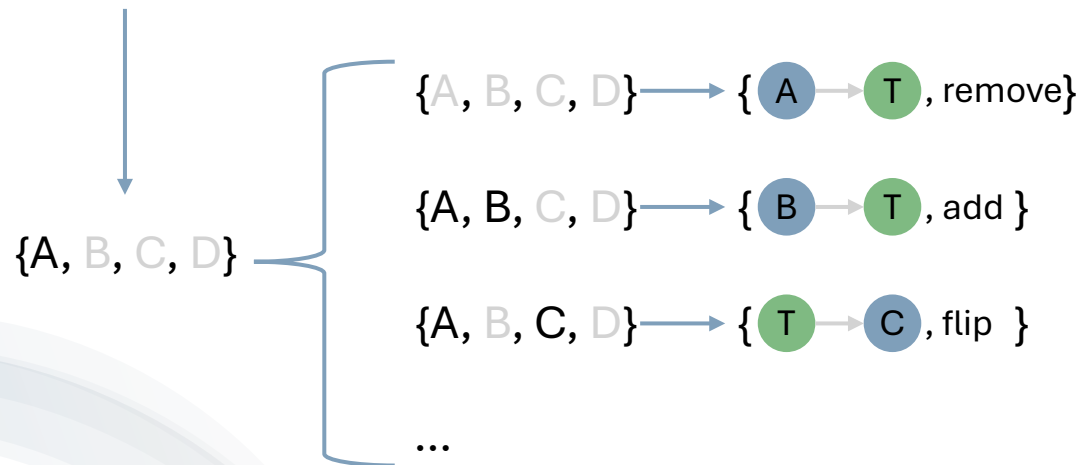 {A, B, C, D} { A T , remove}
{A, B, C, D} { B T , add }
{A, B, C, D}
{A, B, C, D} { T C , flip }
...